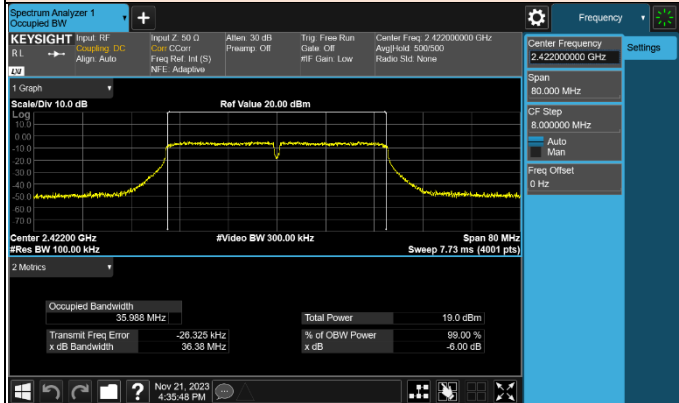 Spectrum Analyzer 1
Occupied BW
Frequency
KEYSIGHT
RL
Input: RF
Coupling: DC
Align: Auto
Input Z: 50 Ω
Corr CCorr
Freq Ref: Int (S)
NFE: Adaptive
Atten: 30 dB
Preamp: Off
Trig: Free Run
Gate: Off
#IF Gain: Low
Center Freq: 2.422000000 GHz
Avg|Hold: 500/500
Radio Std: None
Center Frequency
2.422000000 GHz
Settings
Span
80.000 MHz
CF Step
8.000000 MHz
Auto
Man
Freq Offset
0 Hz
1 Graph
Scale/Div 10.0 dB
Ref Value 20.00 dBm
Log
10.0
0.00
-10.0
-20.0
-30.0
-40.0
-50.0
-60.0
-70.0
Center 2.42200 GHz
#Video BW 300.00 kHz
Span 80 MHz
#Res BW 100.00 kHz
Sweep 7.73 ms (4001 pts)
2 Metrics
Occupied Bandwidth
35.988 MHz
Total Power 19.0 dBm
Transmit Freq Error -26.325 kHz
% of OBW Power 99.00 %
x dB Bandwidth 36.38 MHz
x dB -6.00 dB
Nov 21, 2023
4:35:48 PM